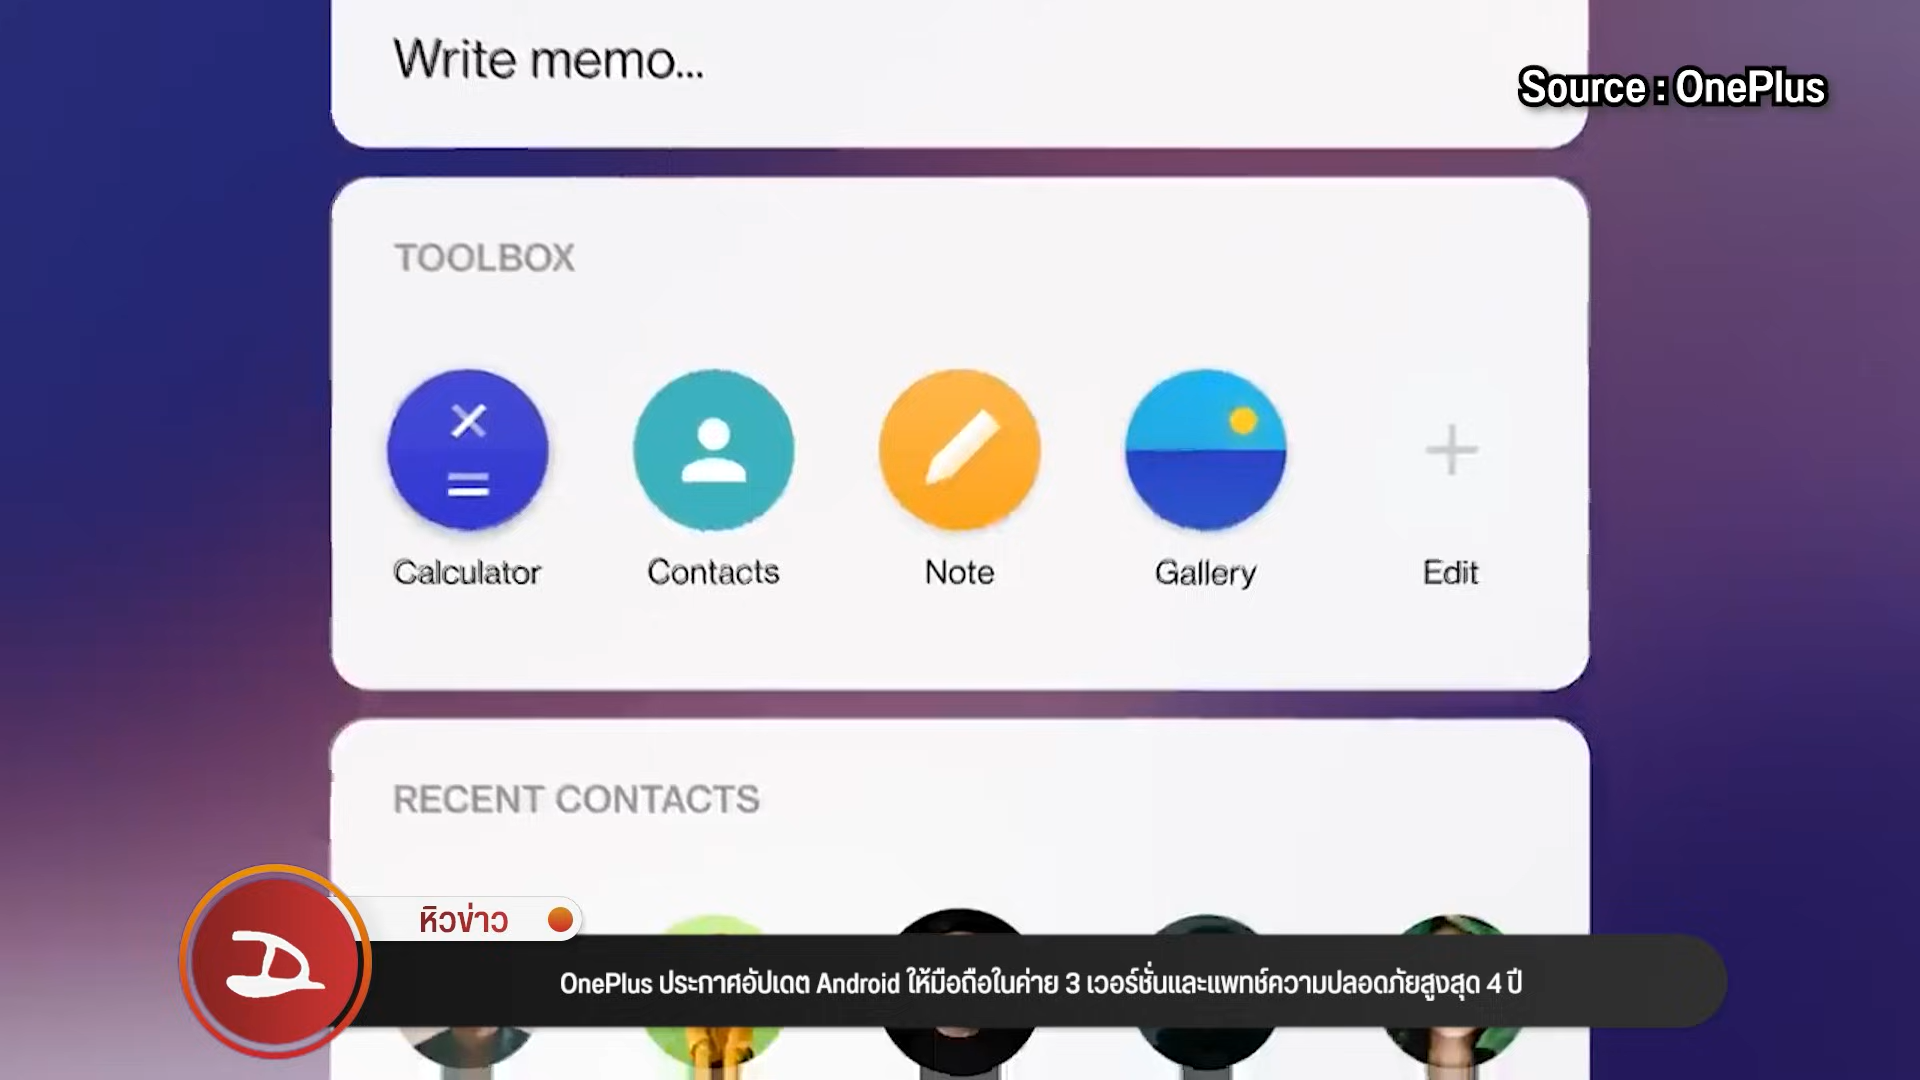 Write memo...
Source : OnePlus
TOOLBOX
Calculator
Contacts
Note
Gallery
Edit
RECENT CONTACTS
หิวข่าว
OnePlus ประกาศอัปเดต Android ให้มือถือในค่าย 3 เวอร์ชั่นและแพทช์ความปลอดภัยสูงสุด 4 ปี